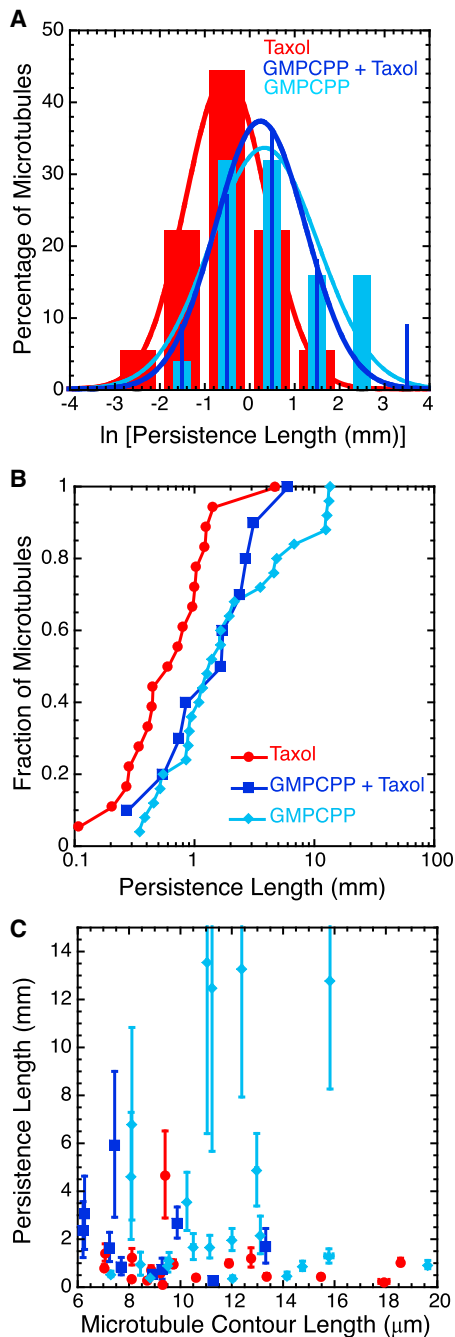 A
Taxol
GMPCPP + Taxol
GMPCPP
Percentage of Microtubules
50
40
30
20
10
0
-4 -3 -2 -1 0 1 2 3 4
ln [Persistence Length (mm)]
B
Fraction of Microtubules
1
0.8
0.6
0.4
0.2
0
Taxol
GMPCPP + Taxol
GMPCPP
0.1 1 10 100
Persistence Length (mm)
C
Persistence Length (mm)
14
12
10
8
6
4
2
0
6 8 10 12 14 16 18 20
Microtubule Contour Length (μm)